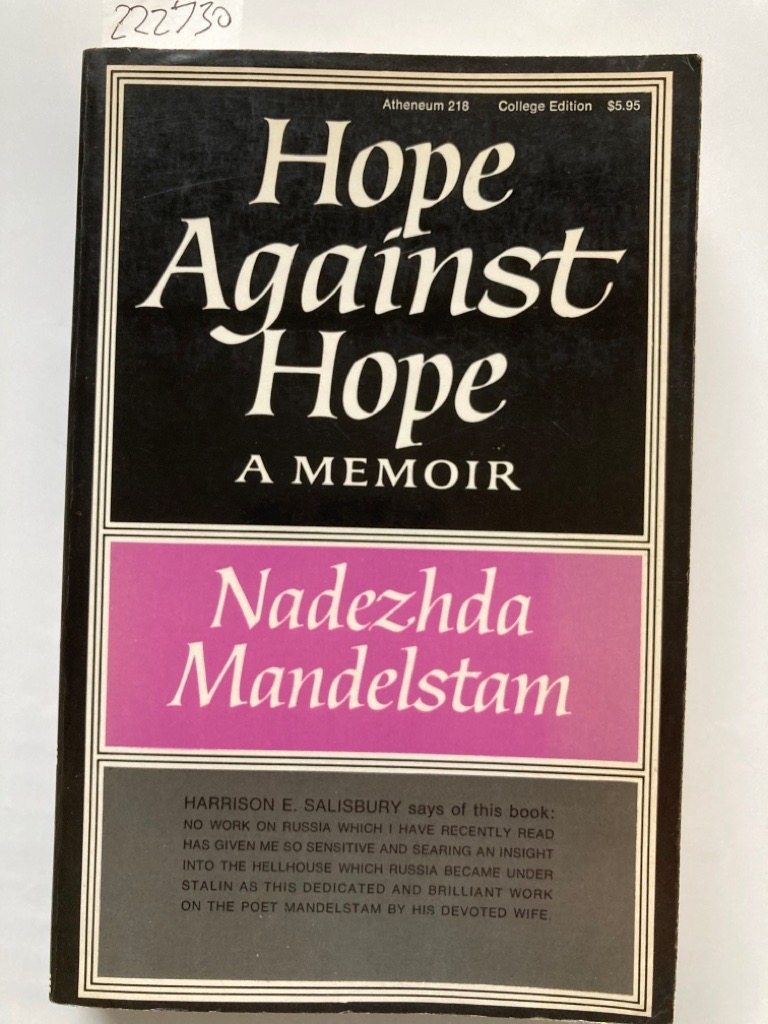 222730
Atheneum 218 College Edition $5.95
Hope
Against
Hope
A MEMOIR
Nadezhda
Mandelstam
HARRISON E. SALISBURY says of this book:
NO WORK ON RUSSIA WHICH I HAVE RECENTLY READ
HAS GIVEN ME SO SENSITIVE AND SEARING AN INSIGHT
INTO THE HELLHOUSE WHICH RUSSIA BECAME UNDER
STALIN AS THIS DEDICATED AND BRILLIANT WORK
ON THE POET MANDELSTAM BY HIS DEVOTED WIFE.